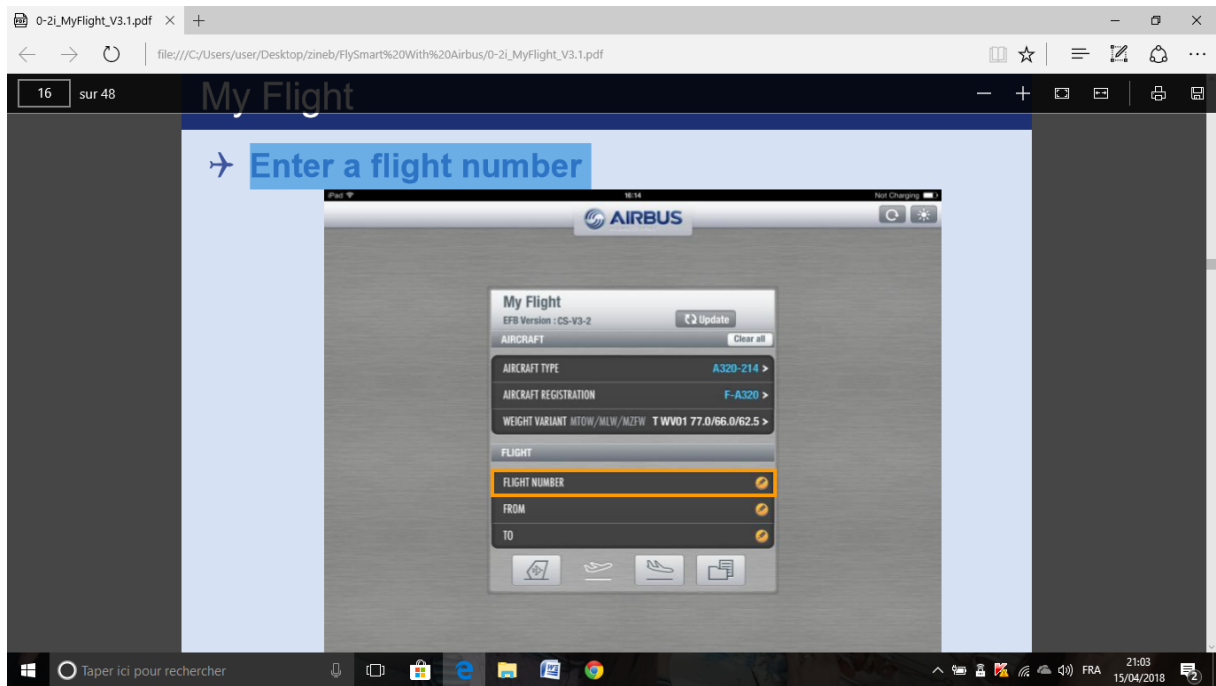 0-2i_MyFlight_V3.1.pdf
file:///C:/Users/user/Desktop/zineb/FlySmart%20With%20Airbus/0-2i_MyFlight_V3.1.pdf
16 sur 48
My Flight
Enter a flight number
iPad 16:14 Not Charging
AIRBUS
My Flight
EFB Version : CS-V3-2 Update
AIRCRAFT Clear all
AIRCRAFT TYPE A320-214 >
AIRCRAFT REGISTRATION F-A320 >
WEIGHT VARIANT MTOW/MLW/MZFW T WV01 77.0/66.0/62.5 >
FLIGHT
FLIGHT NUMBER
FROM
TO
Taper ici pour rechercher
FRA
21:03
15/04/2018
2